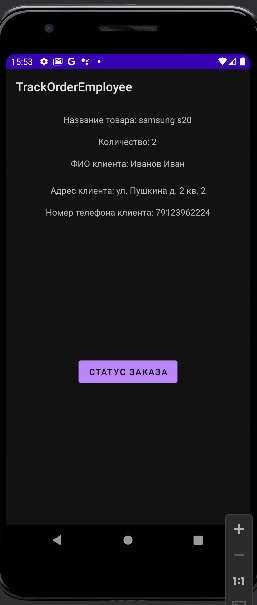 15:53
TrackOrderEmployee
Название товара: samsung s20
Количество: 2
ФИО клиента: Иванов Иван
Адрес клиента: ул. Пушкина д. 2 кв. 2
Номер телефона клиента: 79123962224
СТАТУС ЗАКАЗА
1:1